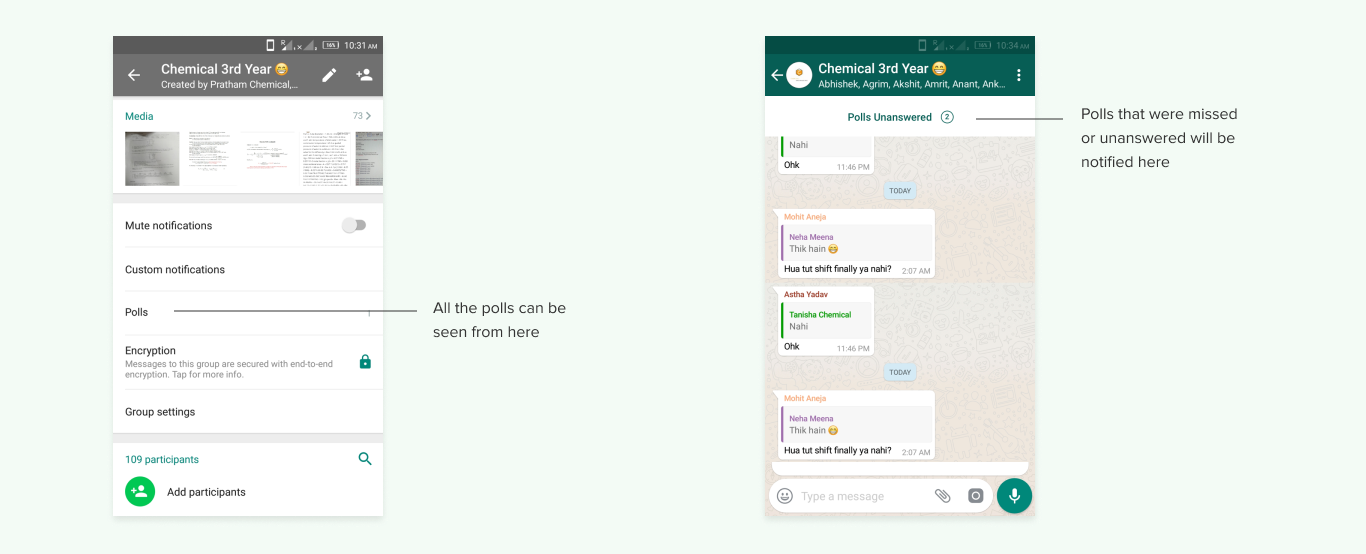 10:31 AM
Chemical 3rd Year
Created by Pratham Chemical,...
Media
73
Mute notifications
Custom notifications
Polls
Encryption
Messages to this group are secured with end-to-end
encryption. Tap for more info.
Group settings
109 participants
Add participants
All the polls can be
seen from here
10:34 AM
Chemical 3rd Year
Abhishek, Agrim, Akshit, Amrit, Anant, Ank...
Polls Unanswered 2
Nahi
Ohk
11:46 PM
TODAY
Mohit Aneja
Neha Meena
Thik hain
Hua tut shift finally ya nahi? 2:07 AM
Astha Yadav
Tanisha Chemical
Nahi
Ohk
11:46 PM
TODAY
Mohit Aneja
Neha Meena
Thik hain
Hua tut shift finally ya nahi? 2:07 AM
Type a message
Polls that were missed
or unanswered will be
notified here